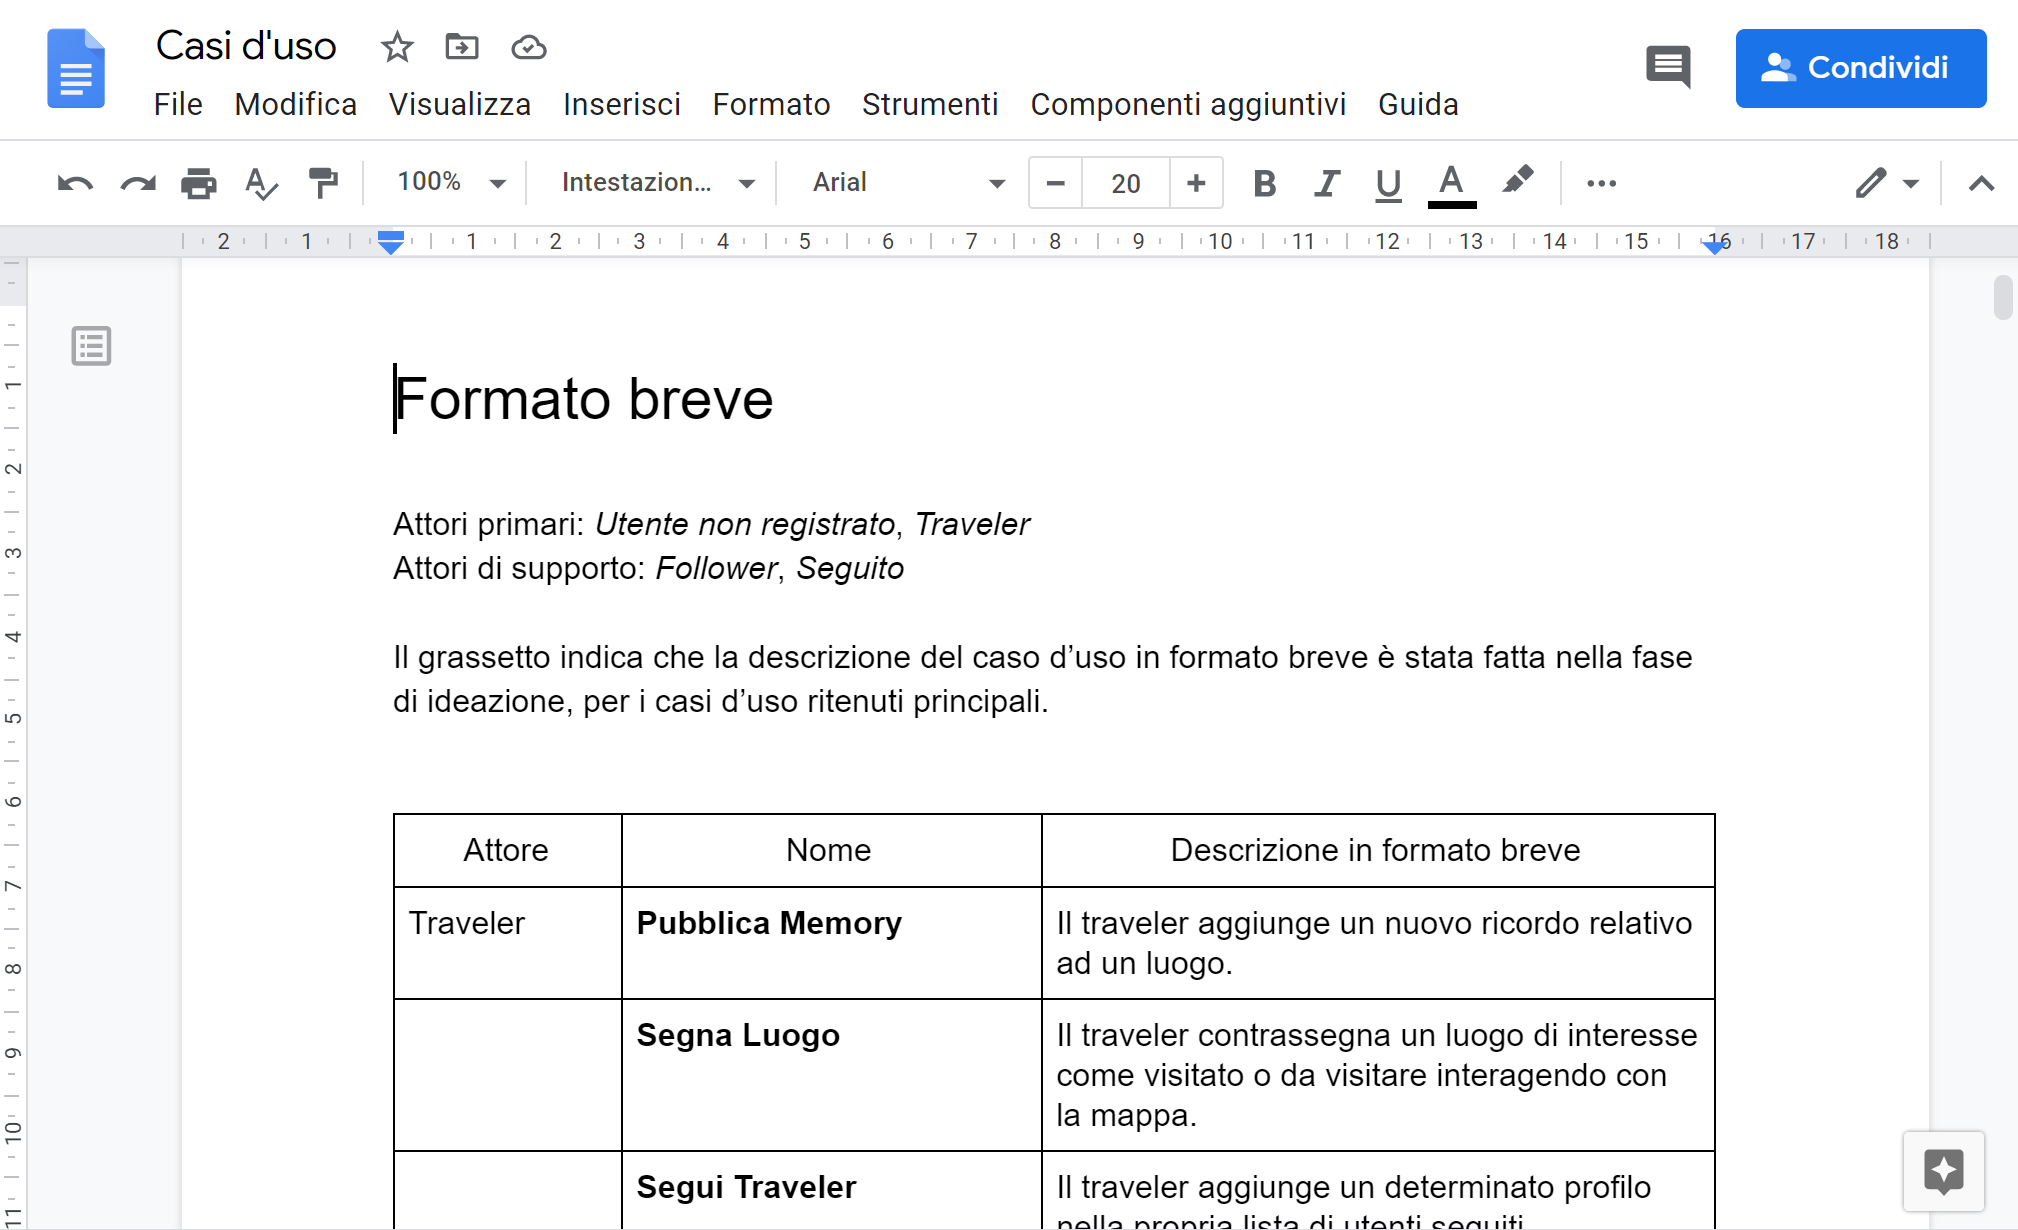 Casi d'uso
File Modifica Visualizza Inserisci Formato Strumenti Componenti aggiuntivi Guida
Condividi
100% Intestazion... Arial 20 B I U A
2 1 1 2 3 4 5 6 7 8 9 10 11 12 13 14 15 16 17 18
Formato breve
Attori primari: Utente non registrato, Traveler
Attori di supporto: Follower, Seguito
Il grassetto indica che la descrizione del caso d’uso in formato breve è stata fatta nella fase
di ideazione, per i casi d’uso ritenuti principali.
Attore Nome Descrizione in formato breve
Traveler Pubblica Memory Il traveler aggiunge un nuovo ricordo relativo
ad un luogo.
Segna Luogo Il traveler contrassegna un luogo di interesse
come visitato o da visitare interagendo con
la mappa.
Segui Traveler Il traveler aggiunge un determinato profilo
nella propria lista di utenti seguiti
1
2
3
4
5
6
7
8
9
10
11